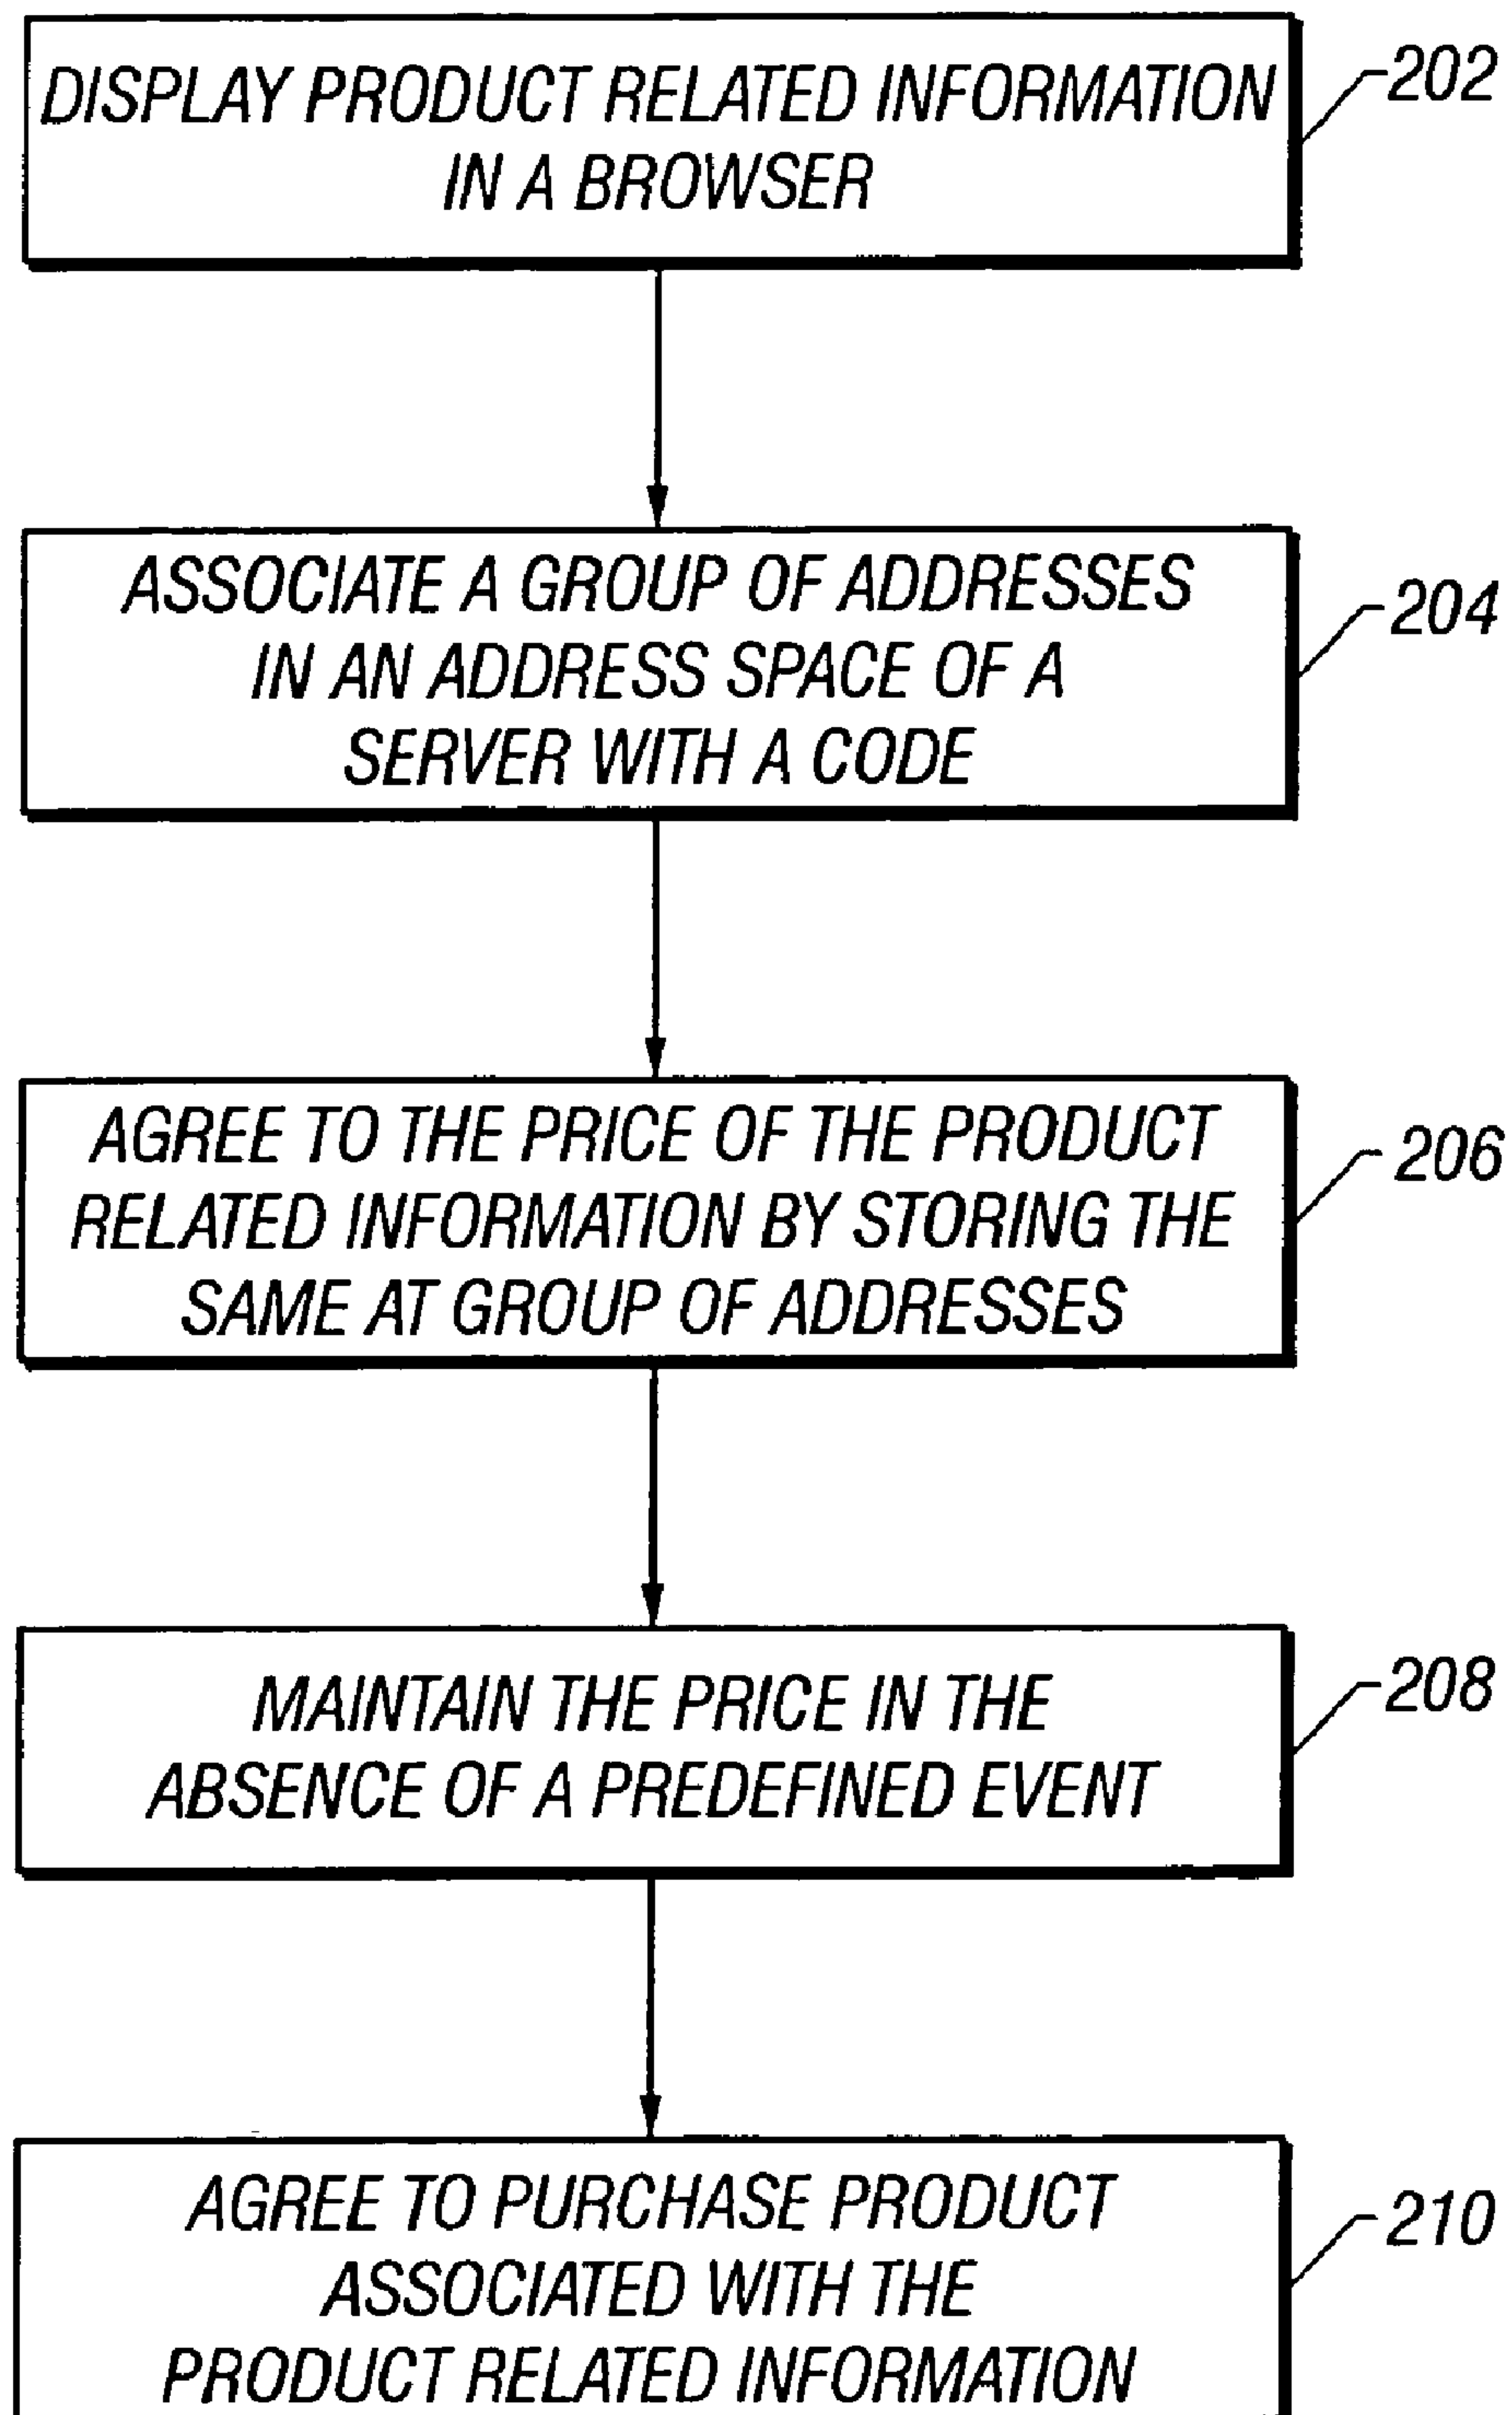 DISPLAY PRODUCT RELATED INFORMATION
IN A BROWSER
202
ASSOCIATE A GROUP OF ADDRESSES
IN AN ADDRESS SPACE OF A
SERVER WITH A CODE
204
AGREE TO THE PRICE OF THE PRODUCT
RELATED INFORMATION BY STORING THE
SAME AT GROUP OF ADDRESSES
206
MAINTAIN THE PRICE IN THE
ABSENCE OF A PREDEFINED EVENT
208
AGREE TO PURCHASE PRODUCT
ASSOCIATED WITH THE
PRODUCT RELATED INFORMATION
210